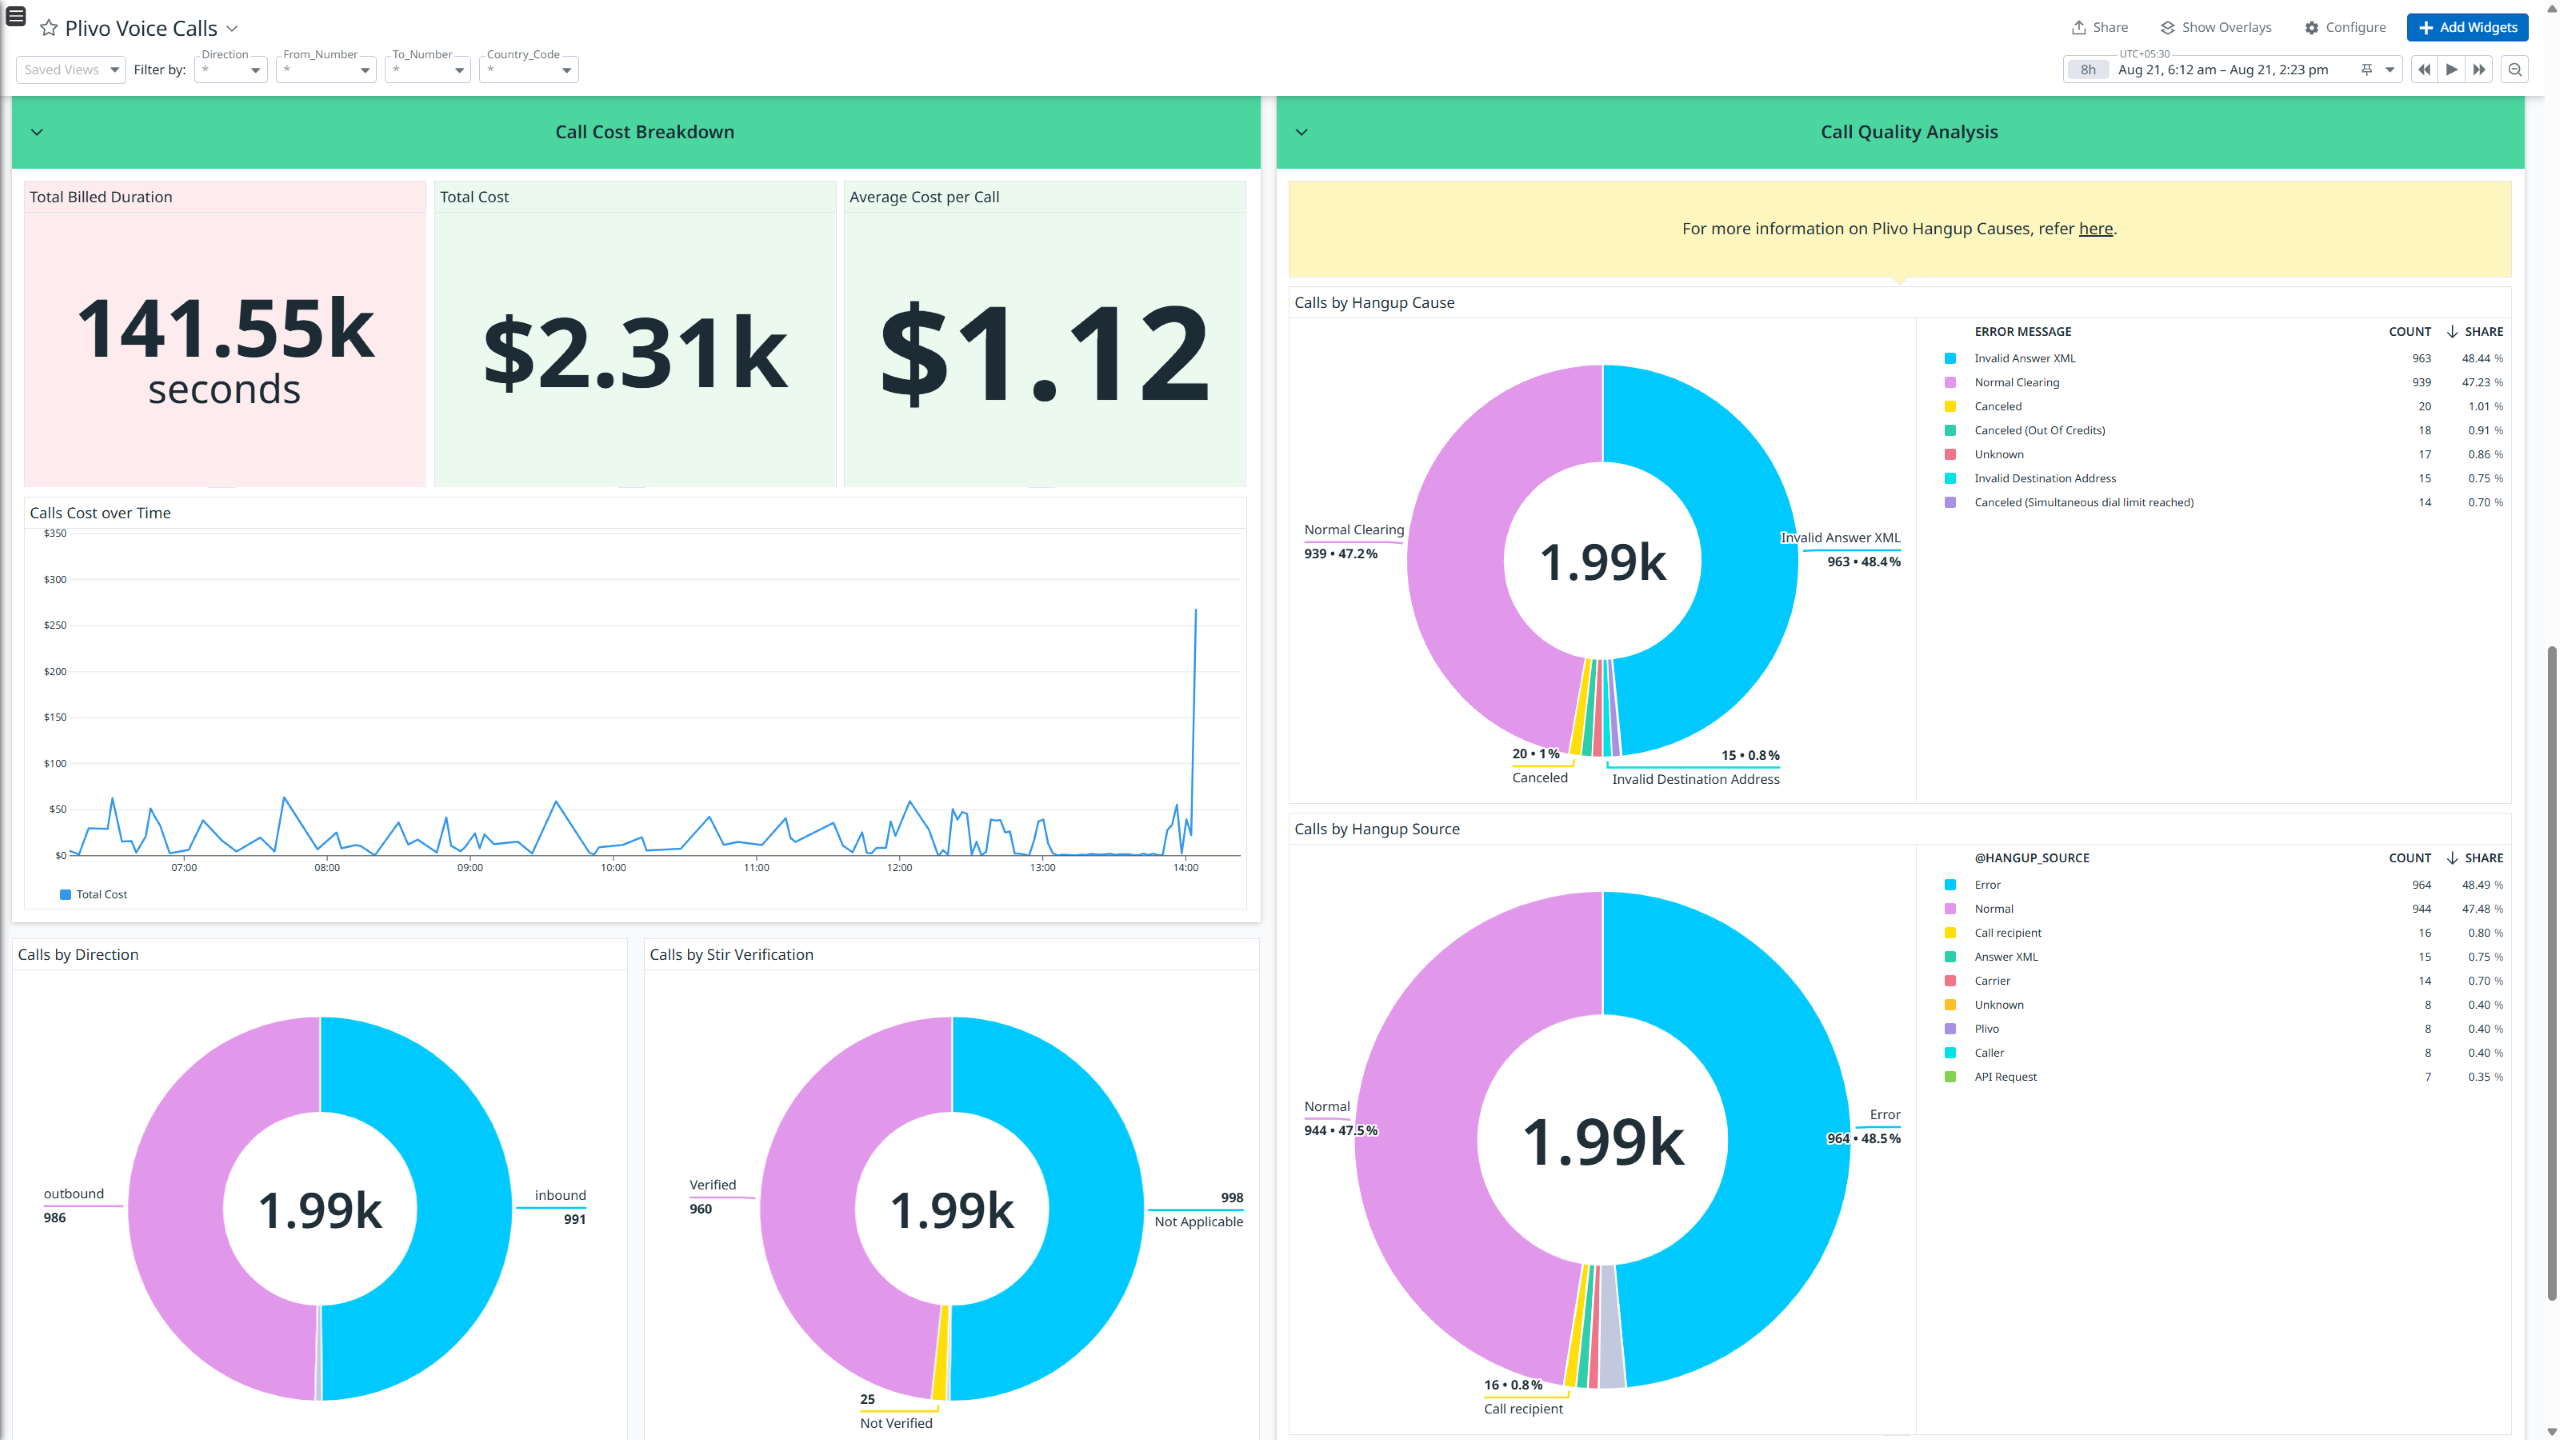 Plivo Voice Calls
Share
Show Overlays
Configure
+ Add Widgets
Saved Views
Filter by:
Direction
*
From_Number
*
To_Number
*
Country_Code
*
UTC+05:30
8h Aug 21, 6:12 am – Aug 21, 2:23 pm
Call Cost Breakdown
Total Billed Duration
141.55k
seconds
Total Cost
$2.31k
Average Cost per Call
$1.12
Calls Cost over Time
$350
$300
$250
$200
$150
$100
$50
$0
07:00 08:00 09:00 10:00 11:00 12:00 13:00 14:00
Total Cost
Calls by Direction
outbound
986
1.99k
inbound
991
Calls by Stir Verification
Verified
960
1.99k
998
Not Applicable
25
Not Verified
Call Quality Analysis
For more information on Plivo Hangup Causes, refer here.
Calls by Hangup Cause
Normal Clearing
939 • 47.2%
1.99k
Invalid Answer XML
963 • 48.4%
20 • 1%
Canceled
15 • 0.8%
Invalid Destination Address
ERROR MESSAGE COUNT ↓ SHARE
Invalid Answer XML 963 48.44 %
Normal Clearing 939 47.23 %
Canceled 20 1.01 %
Canceled (Out Of Credits) 18 0.91 %
Unknown 17 0.86 %
Invalid Destination Address 15 0.75 %
Canceled (Simultaneous dial limit reached) 14 0.70 %
Calls by Hangup Source
Normal
944 • 47.5%
1.99k
Error
964 • 48.5%
16 • 0.8%
Call recipient
@HANGUP_SOURCE COUNT ↓ SHARE
Error 964 48.49 %
Normal 944 47.48 %
Call recipient 16 0.80 %
Answer XML 15 0.75 %
Carrier 14 0.70 %
Unknown 8 0.40 %
Plivo 8 0.40 %
Caller 8 0.40 %
API Request 7 0.35 %